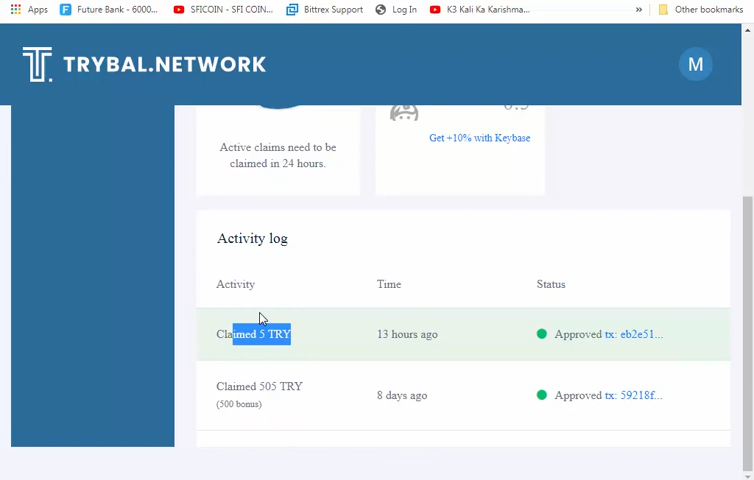 Apps
Future Bank - 6000...
SFICOIN - SFI COIN...
Bittrex Support
Log In
K3 Kali Ka Karishma...
»
Other bookmarks
T. TRYBAL.NETWORK
M
Active claims need to be
claimed in 24 hours.
Get +10% with Keybase
Activity log
Activity Time Status
Claimed 5 TRY 13 hours ago Approved tx: eb2e51...
Claimed 505 TRY
(500 bonus)
8 days ago Approved tx: 59218f...